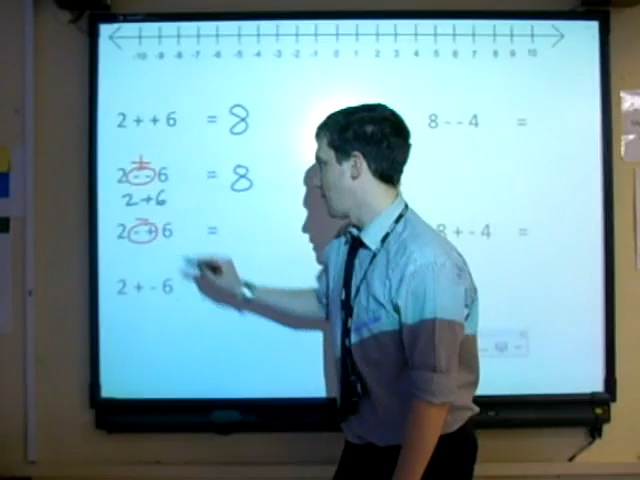 -10 -9 -8 -7 -6 -5 -4 -3 -2 -1 0 1 2 3 4 5 6 7 8 9 10
2 + + 6 = 8
8 - - 4 =
+
2 - - 6 = 8
2+6
-
2 - + 6 =
8 + - 4 =
2 + - 6